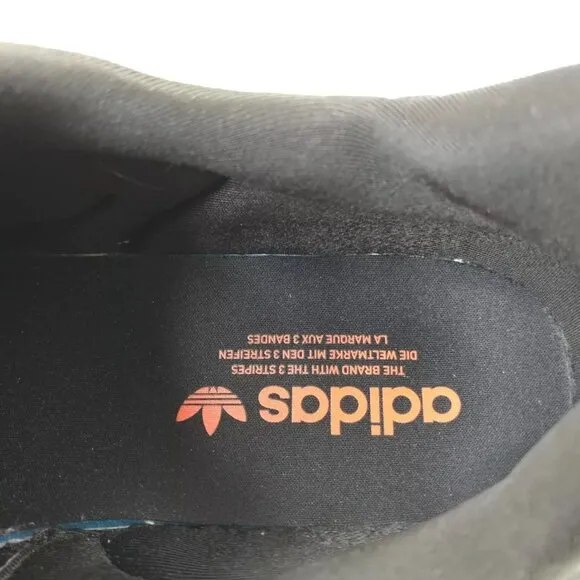 adidas
THE BRAND WITH THE 3 STRIPES
DIE WELTMARKE MIT DEN 3 STREIFEN
LA MARQUE AUX 3 BANDES